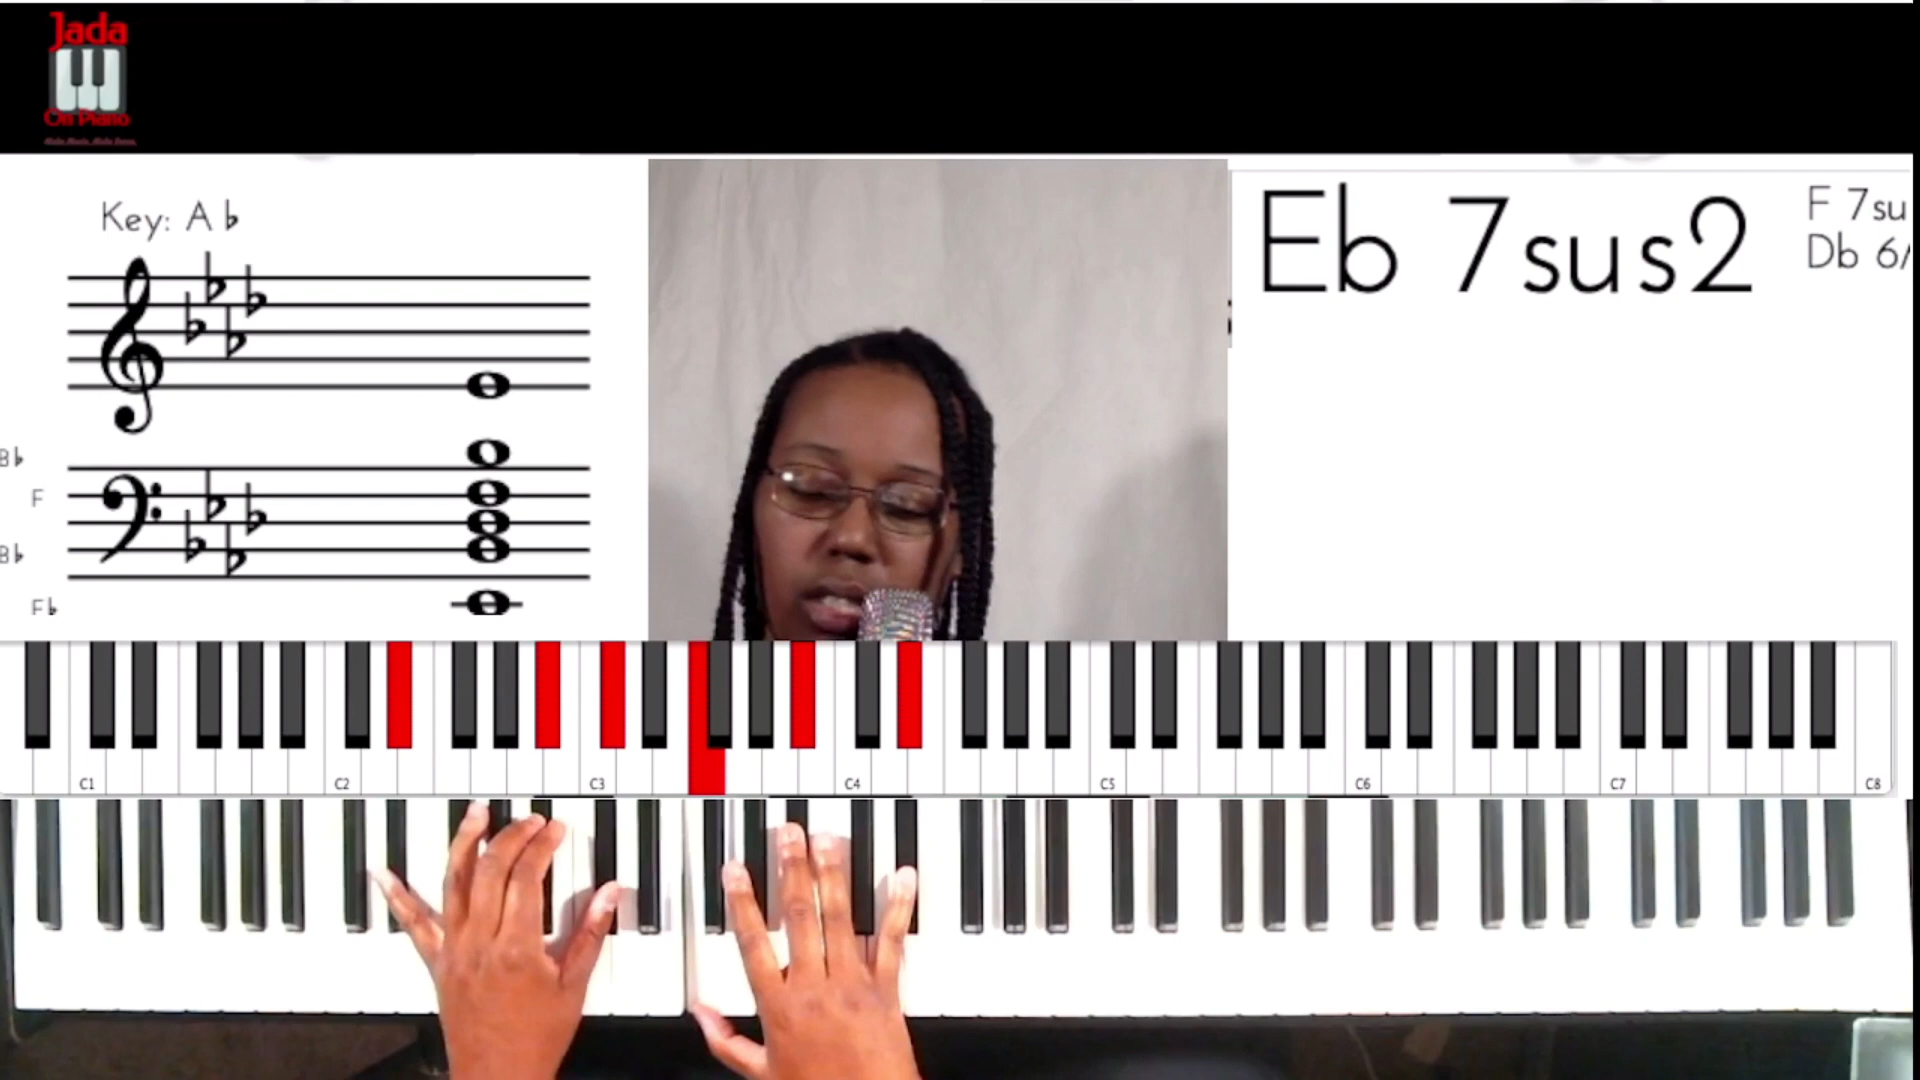 Jada
On Piano
Key: A♭
Eb 7sus2
F 7su
Db 6/
B♭
F
B♭
C1
C2
C3
C4
C5
C6
C7
C8